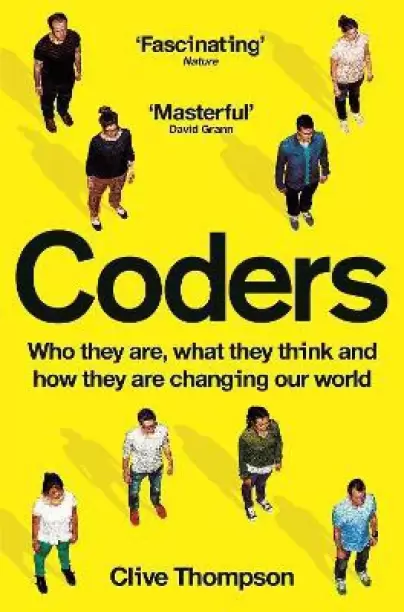 ‘Fascinating’
Nature
‘Masterful’
David Grann
Coders
Who they are, what they think and
how they are changing our world
Clive Thompson